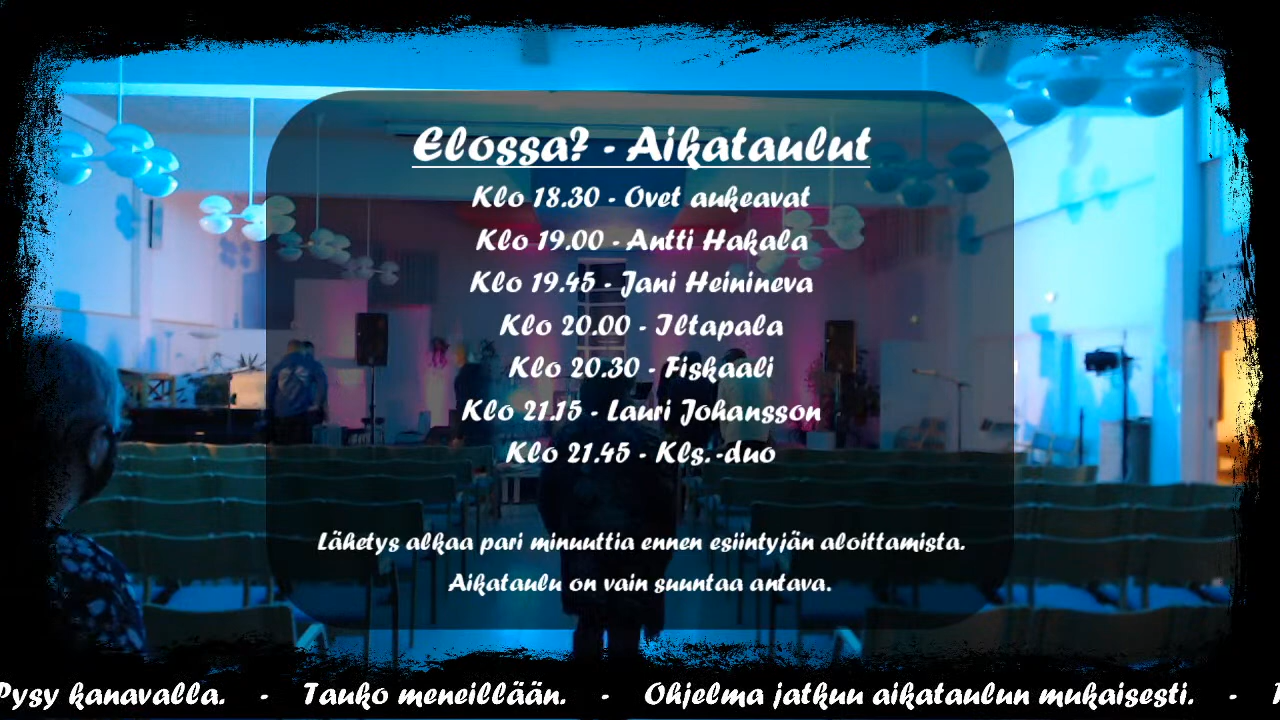 Elossa? - Aikataulut
Klo 18.30 - Ovet aukeavat
Klo 19.00 - Antti Hakala
Klo 19.45 - Jani Heinineva
Klo 20.00 - Iltapala
Klo 20.30 - Fiskaali
Klo 21.15 - Lauri Johansson
Klo 21.45 - Kls.-duo
Lähetys alkaa pari minuuttia ennen esiintyjän aloittamista.
Aikataulu on vain suuntaa antava.
Pysy kanavalla. - Tauko meneillään. - Ohjelma jatkuu aikataulun mukaisesti. -